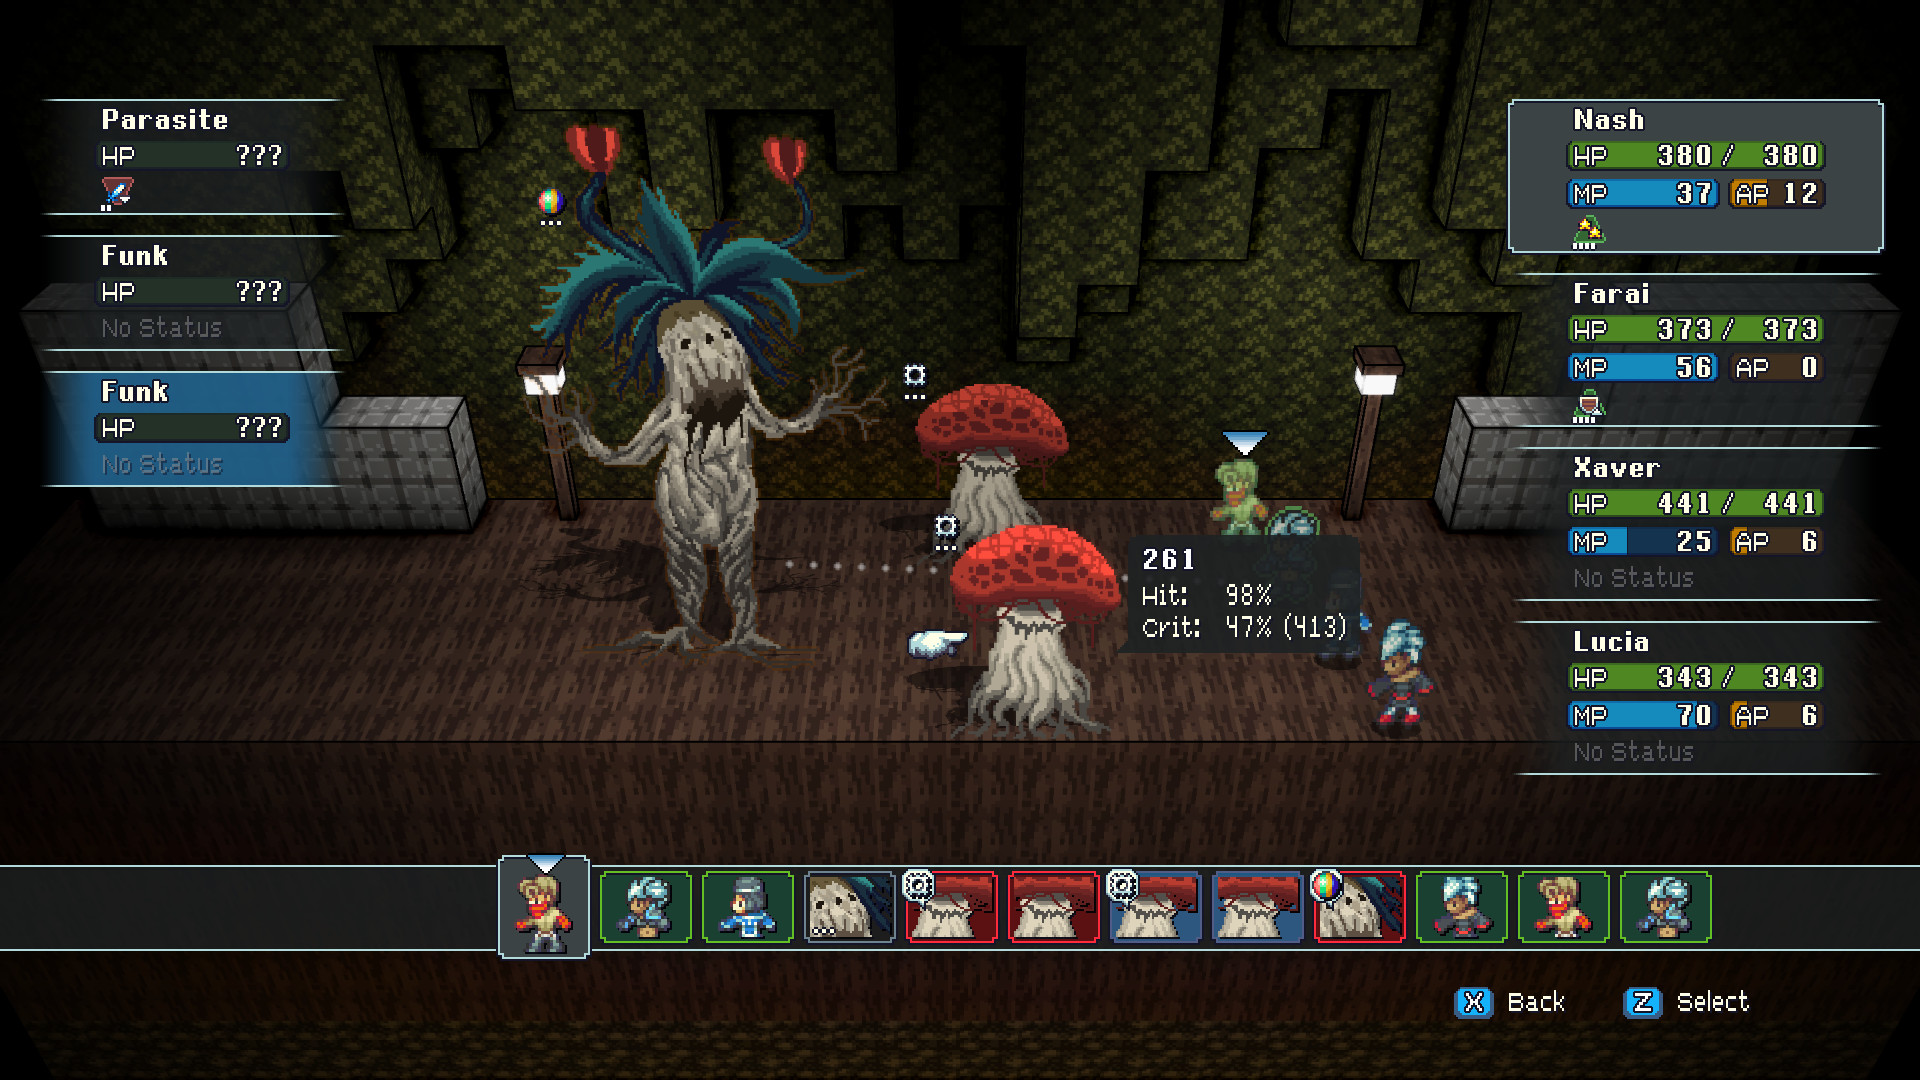 Parasite
HP ???
Funk
HP ???
No Status
Funk
HP ???
No Status
Nash
HP 380 / 380
MP 37 AP 12
Farai
HP 373 / 373
MP 56 AP 0
Xaver
HP 441 / 441
MP 25 AP 6
No Status
Lucia
HP 343 / 343
MP 70 AP 6
No Status
261
Hit: 98%
Crit: 47% (413)
X Back Z Select